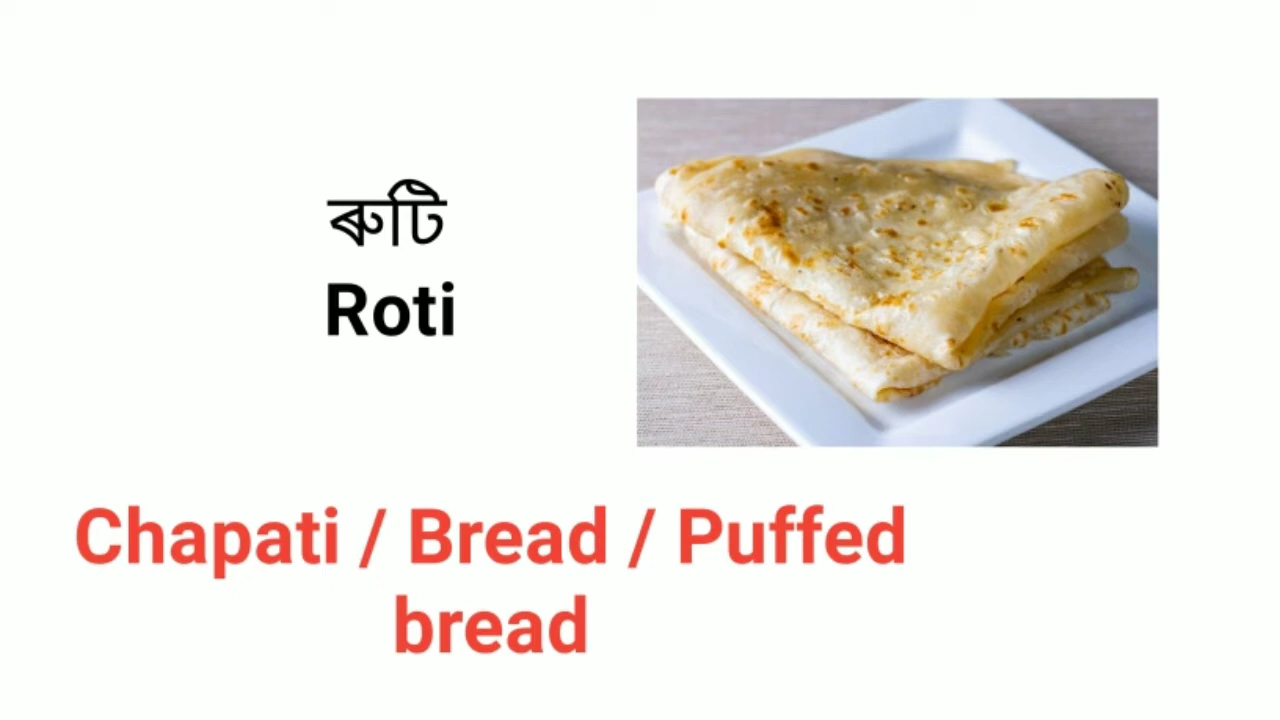 ৰুটি
Roti
Chapati / Bread / Puffed
bread